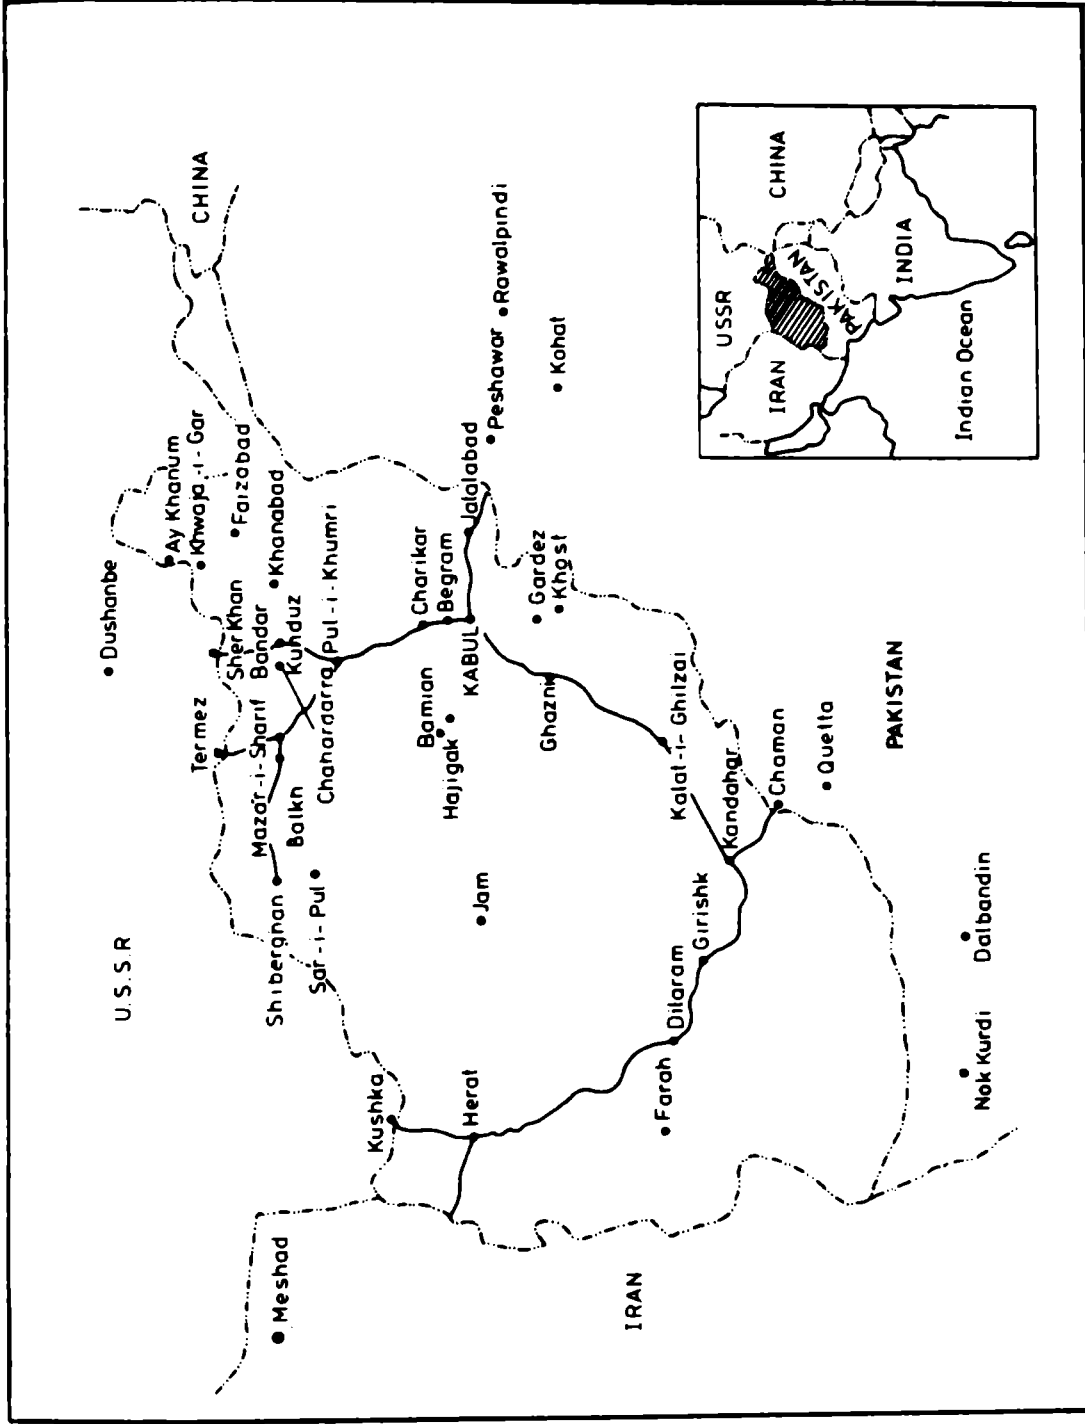 U.S.S.R
CHINA
Dushanbe
Termez
Sher Khan
Bandar
Ay Khanum
Khwaja-i-Gar
Faizabad
Khanabad
Kunduz
Mazar-i-Sharif
Balkn
Shibergnan
Sar-i-Pul
Chahardarra
Pul-i-Khumri
Meshad
Kushka
Herat
Bamian
Hajigak
Charikar
Begram
KABUL
Jalalabad
Peshawar
Rawalpindi
Kohat
Jam
Ghazni
Gardez
Khost
Farah
Dilaram
Girishk
Kandahar
Kalat-i-Ghilzai
Chaman
Quetta
IRAN
PAKISTAN
Nok Kurdi
Dalbandin
USSR
CHINA
IRAN
PAKISTAN
INDIA
Indian Ocean